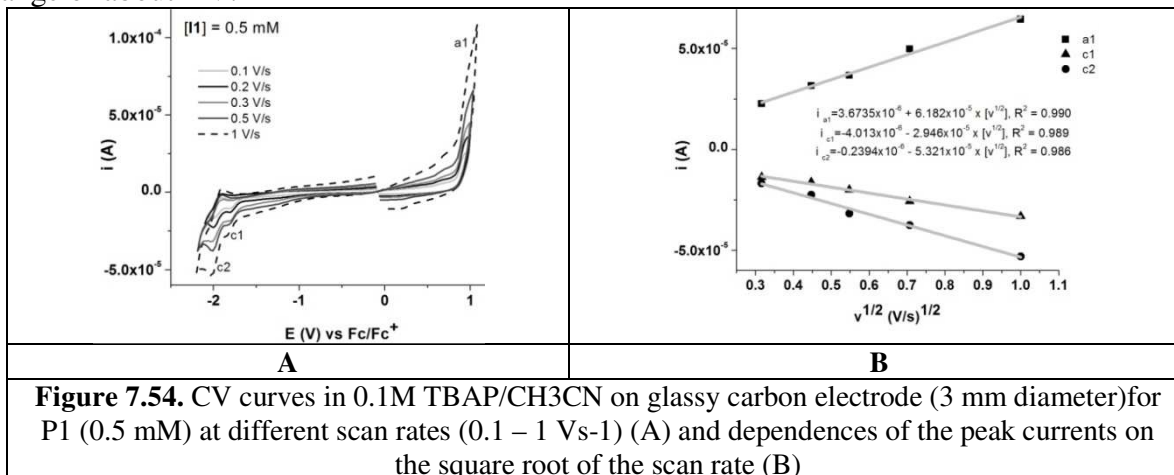 [I1] = 0.5 mM
0.1 V/s
0.2 V/s
0.3 V/s
0.5 V/s
1 V/s
a1
c1
c2
1.0x10⁻⁴
5.0x10⁻⁵
0.0
-5.0x10⁻⁵
i (A)
-2
-1
0
1
E (V) vs Fc/Fc⁺
A
5.0x10⁻⁵
0.0
-5.0x10⁻⁵
i (A)
a1
c1
c2
i a1=3.6735x10⁻⁶ + 6.182x10⁻⁵ x [v¹/²], R² = 0.990
i c1=-4.013x10⁻⁶ - 2.946x10⁻⁵ x [v¹/²], R² = 0.989
i c2=-0.2394x10⁻⁶ - 5.321x10⁻⁵ x [v¹/²], R² = 0.986
0.3 0.4 0.5 0.6 0.7 0.8 0.9 1.0 1.1
v¹/² (V/s)¹/²
B
Figure 7.54. CV curves in 0.1M TBAP/CH3CN on glassy carbon electrode (3 mm diameter)for
P1 (0.5 mM) at different scan rates (0.1 – 1 Vs-1) (A) and dependences of the peak currents on
the square root of the scan rate (B)